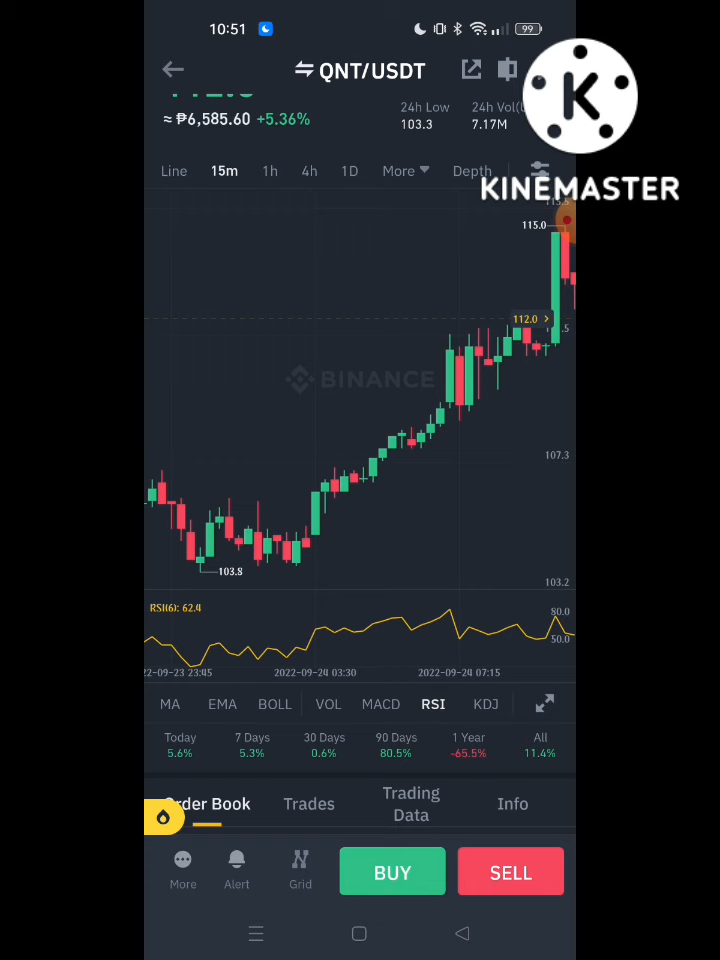 10:51
99
QNT/USDT
≈ ₱6,585.60 +5.36%
24h Low
103.3
24h Vol(
7.17M
K
KINEMASTER
Line 15m 1h 4h 1D More Depth
115.0
112.0
.5
BINANCE
107.3
103.8
103.2
RSI(6): 62.4
80.0
50.0
22-09-23 23:45 2022-09-24 03:30 2022-09-24 07:15
MA EMA BOLL VOL MACD RSI KDJ
Today 7 Days 30 Days 90 Days 1 Year All
5.6% 5.3% 0.6% 80.5% -65.5% 11.4%
Order Book Trades Trading Data Info
More Alert Grid BUY SELL